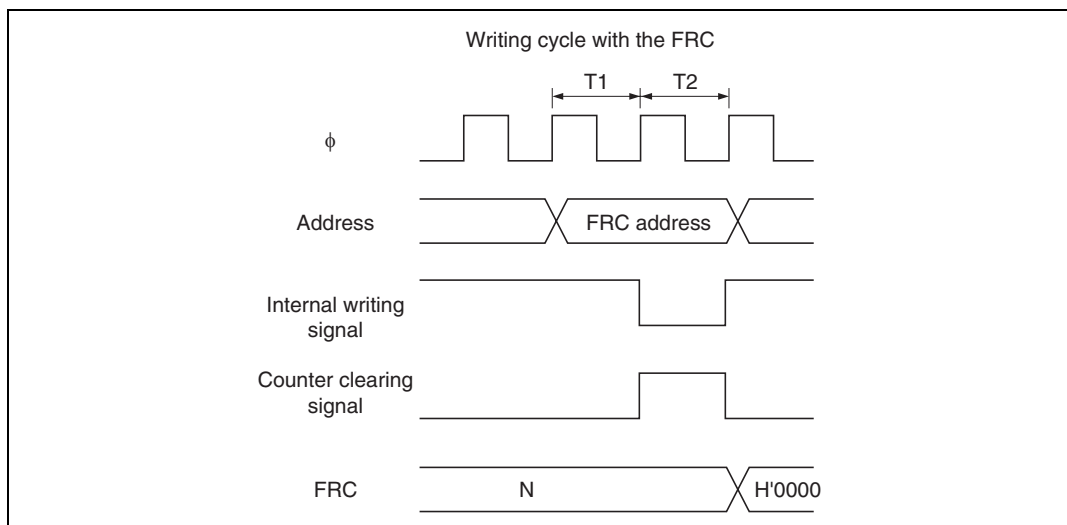 Writing cycle with the FRC
T1 T2
ϕ
Address FRC address
Internal writing
signal
Counter clearing
signal
FRC N H'0000